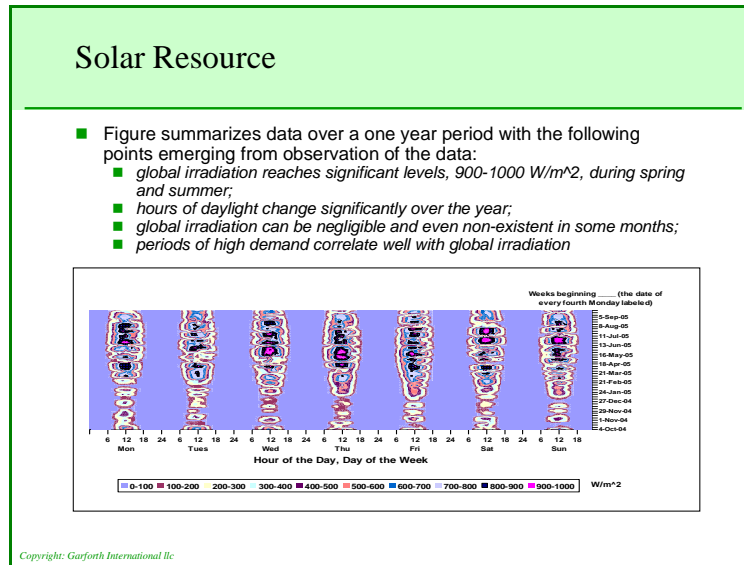 Solar Resource
Figure summarizes data over a one year period with the following
points emerging from observation of the data:
global irradiation reaches significant levels, 900-1000 W/m^2, during spring
and summer;
hours of daylight change significantly over the year;
global irradiation can be negligible and even non-existent in some months;
periods of high demand correlate well with global irradiation
Weeks beginning ____ (the date of
every fourth Monday labeled)
5-Sep-05
8-Aug-05
11-Jul-05
13-Jun-05
16-May-05
18-Apr-05
21-Mar-05
21-Feb-05
24-Jan-05
27-Dec-04
29-Nov-04
1-Nov-04
4-Oct-04
6 12 18 24 6 12 18 24 6 12 18 24 6 12 18 24 6 12 18 24 6 12 18 24 6 12 18
Mon Tues Wed Thu Fri Sat Sun
Hour of the Day, Day of the Week
0-100 100-200 200-300 300-400 400-500 500-600 600-700 700-800 800-900 900-1000 W/m^2
Copyright: Garforth International llc